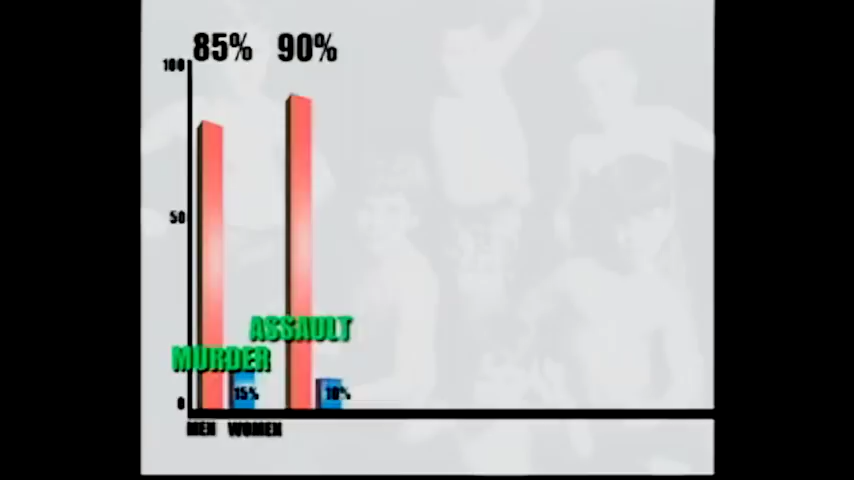 85% 90%
100
50
ASSAULT
MURDER
15% 10%
0
MEN WOMEN